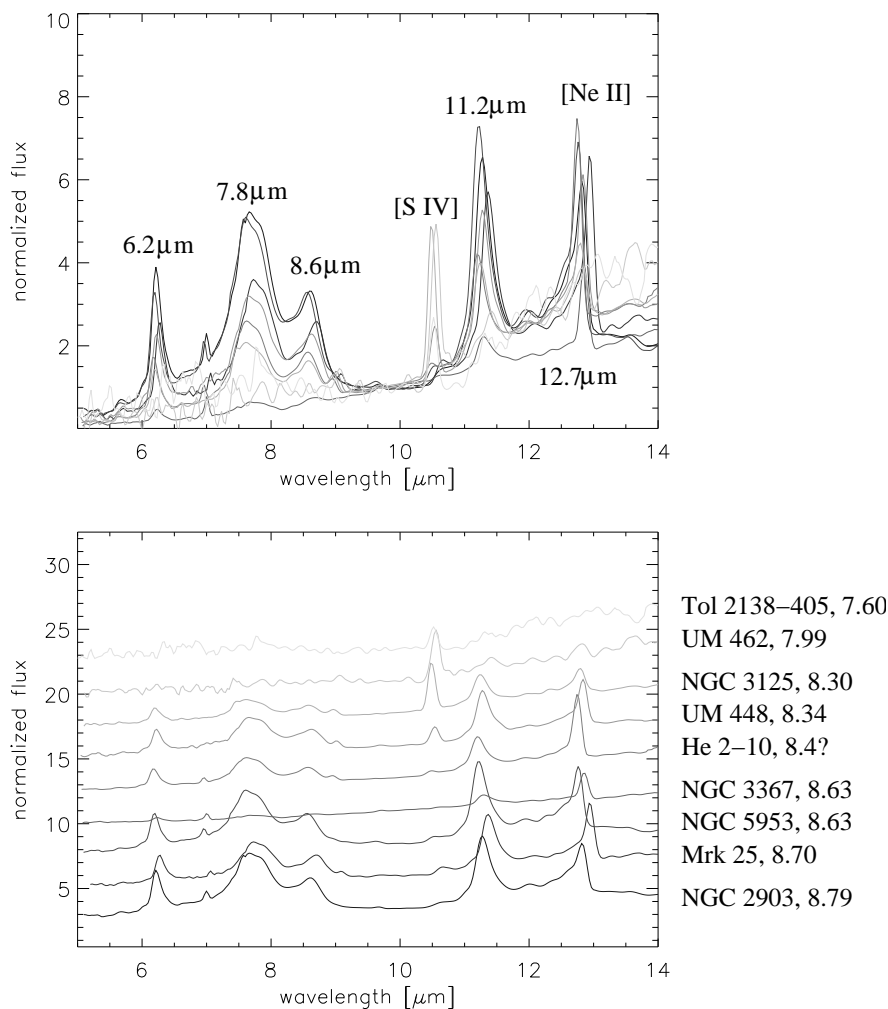 10
8
6
4
2
normalized flux
6.2μm
7.8μm
8.6μm
[S IV]
11.2μm
[Ne II]
12.7μm
6 8 10 12 14
wavelength [μm]
30
25
20
15
10
5
normalized flux
6 8 10 12 14
wavelength [μm]
Tol 2138−405, 7.60
UM 462, 7.99
NGC 3125, 8.30
UM 448, 8.34
He 2−10, 8.4?
NGC 3367, 8.63
NGC 5953, 8.63
Mrk 25, 8.70
NGC 2903, 8.79